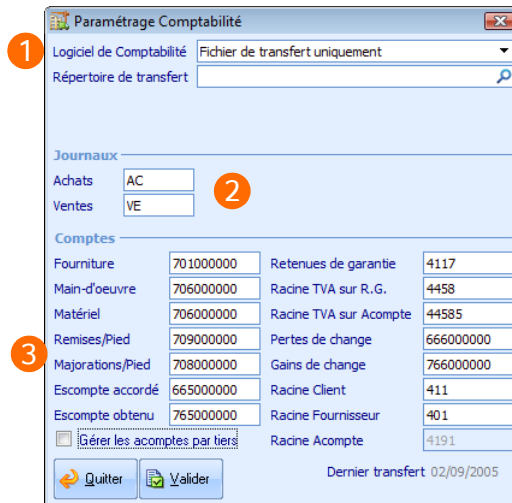 Paramétrage Comptabilité
1
Logiciel de Comptabilité Fichier de transfert uniquement
Répertoire de transfert
Journaux
Achats AC
2
Ventes VE
Comptes
Fourniture 701000000 Retenues de garantie 4117
Main-d'oeuvre 706000000 Racine TVA sur R.G. 4458
Matériel 706000000 Racine TVA sur Acompte 44585
Remises/Pied 709000000 Pertes de change 666000000
3
Majorations/Pied 708000000 Gains de change 766000000
Escompte accordé 665000000 Racine Client 411
Escompte obtenu 765000000 Racine Fournisseur 401
Gérer les acomptes par tiers Racine Acompte 4191
Quitter Valider Dernier transfert 02/09/2005